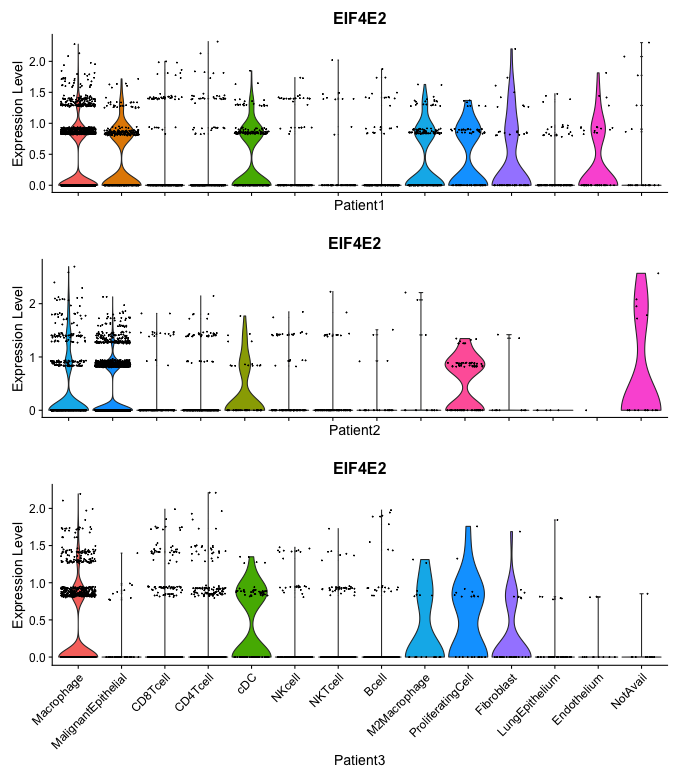 EIF4E2
Expression Level
2.0
1.5
1.0
0.5
0.0
Patient1
EIF4E2
Expression Level
2
1
0
Patient2
EIF4E2
Expression Level
2.0
1.5
1.0
0.5
0.0
Macrophage
MalignantEpithelial
CD8Tcell
CD4Tcell
cDC
NKcell
NKTcell
Bcell
M2Macrophage
ProliferatingCell
Fibroblast
LungEpithelium
Endothelium
NotAvail
Patient3